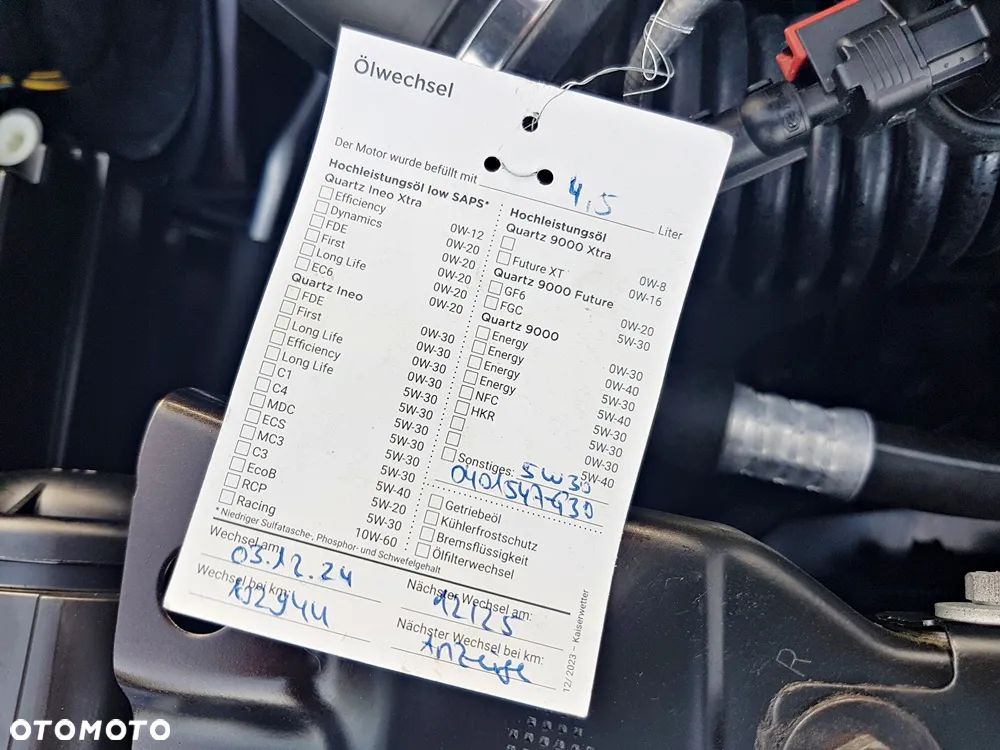 Ölwechsel
Der Motor wurde befüllt mit 4,5 Liter
Hochleistungsöl low SAPS*
Quartz Ineo Xtra
Efficiency 0W-12
Dynamics 0W-20
FDE 0W-20
First 0W-20
Long Life 0W-20
EC6 0W-20
Quartz Ineo
FDE 0W-30
First 0W-30
Long Life 0W-30
Efficiency 0W-30
Long Life 5W-30
C1 5W-30
C4 5W-30
MDC 5W-30
ECS 5W-30
MC3 5W-30
C3 5W-40
EcoB 5W-20
RCP 5W-30
Racing 10W-60
* Niedriger Sulfatasche-, Phosphor- und Schwefelgehalt
Hochleistungsöl
Quartz 9000 Xtra
0W-8
Future XT 0W-16
Quartz 9000 Future
GF6 0W-20
FGC 5W-30
Quartz 9000
Energy 0W-30
Energy 0W-40
Energy 5W-30
Energy 5W-40
NFC 5W-30
HKR 5W-30
0W-30
5W-40
Sonstiges: 5W30
0401547-G30
Getriebeöl
Kühlerfrostschutz
Bremsflüssigkeit
Ölfilterwechsel
Wechsel am: 03.12.24
Nächster Wechsel am: 12/25
Wechsel bei km: 192944
Nächster Wechsel bei km: Anzeige
12/2023 – Kaiserwetter
R
OTOMOTO